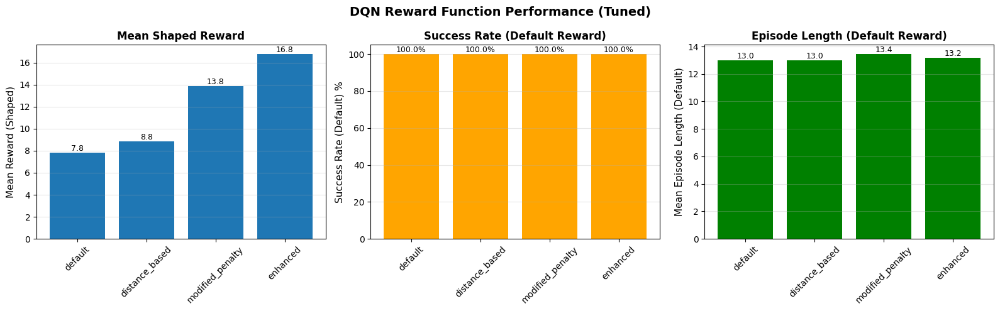 DQN Reward Function Performance (Tuned)
Mean Shaped Reward
Mean Reward (Shaped)
16
14
12
10
8
6
4
2
0
7.8
8.8
13.8
16.8
default
distance_based
modified_penalty
enhanced
Success Rate (Default Reward)
Success Rate (Default) %
100
80
60
40
20
0
100.0%
100.0%
100.0%
100.0%
default
distance_based
modified_penalty
enhanced
Episode Length (Default Reward)
Mean Episode Length (Default)
14
12
10
8
6
4
2
0
13.0
13.0
13.4
13.2
default
distance_based
modified_penalty
enhanced